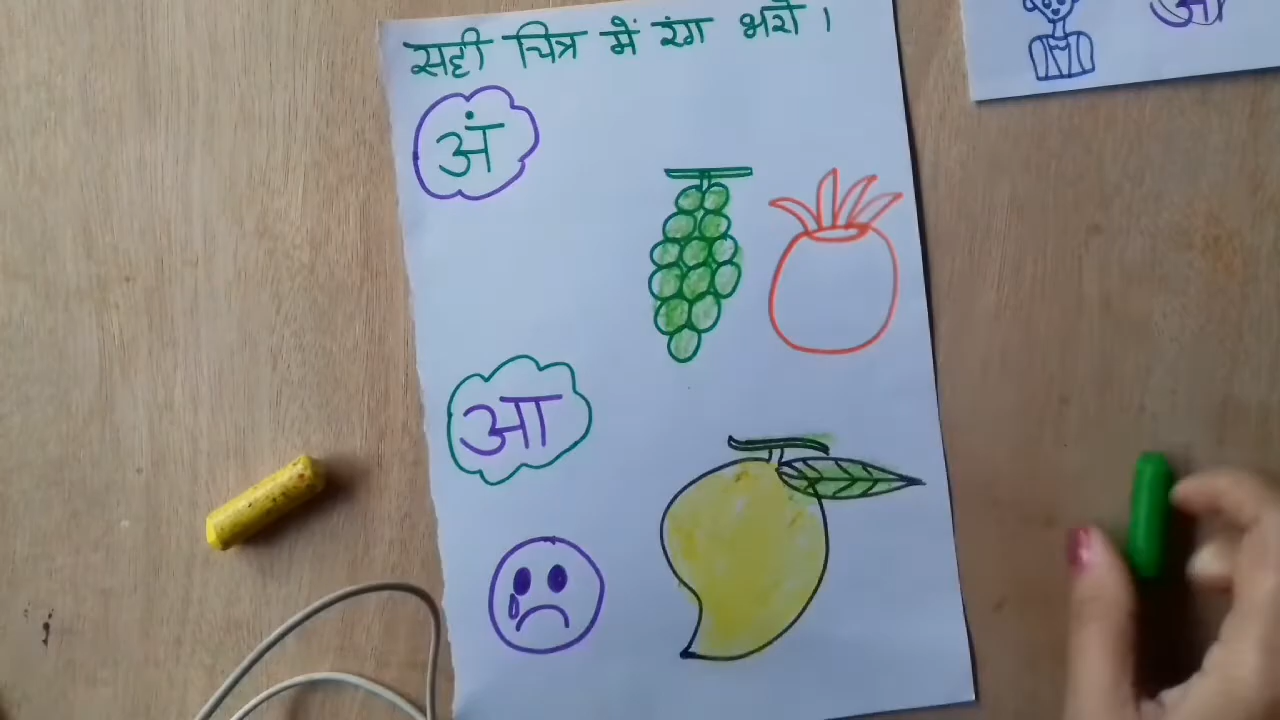 सही चित्र में रंग भरो ।
अं
आ